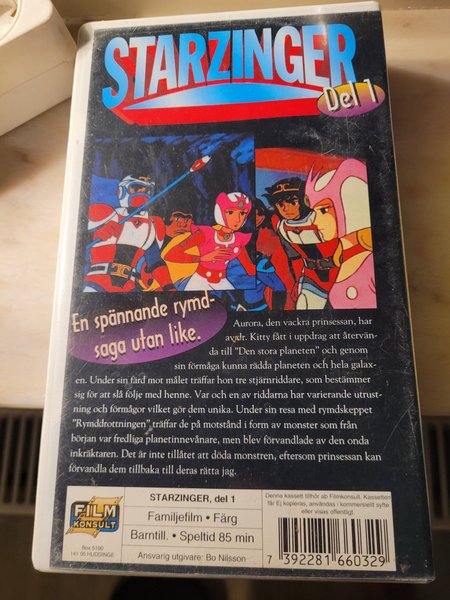 STARZINGER
Del 1
En spännande rymd-
saga utan like.
Aurora, den vackra prinsessan, har
av dr. Kitty fått i uppdrag att återvän-
da till "Den stora planeten" och genom
sin förmåga kunna rädda planeten och hela galax-
en. Under sin färd mot målet träffar hon tre stjärnriddare, som bestämmer
sig för att slå följe med henne. Var och en av riddarna har varierande utrust-
ning och förmågor vilket gör dem unika. Under sin resa med rymdskeppet
"Rymddrottningen" träffar de på motstånd i form av monster som från
början var fredliga planetinnevånare, men blev förvandlade av den onda
inkräktaren. Det är inte tillåtet att döda monstren, eftersom prinsessan kan
förvandla dem tillbaka till deras rätta jag.
FILM
KONSULT
Box 5100
141 05 HUDDINGE
STARZINGER, del 1
Familjefilm • Färg
Barntill. • Speltid 85 min
Ansvarig utgivare: Bo Nilsson
Denna kassett tillhör ab Filmkonsult. Kassetten
får Ej kopieras, användas i kommersiellt syfte
eller visas offentligt.
7 392281 660329